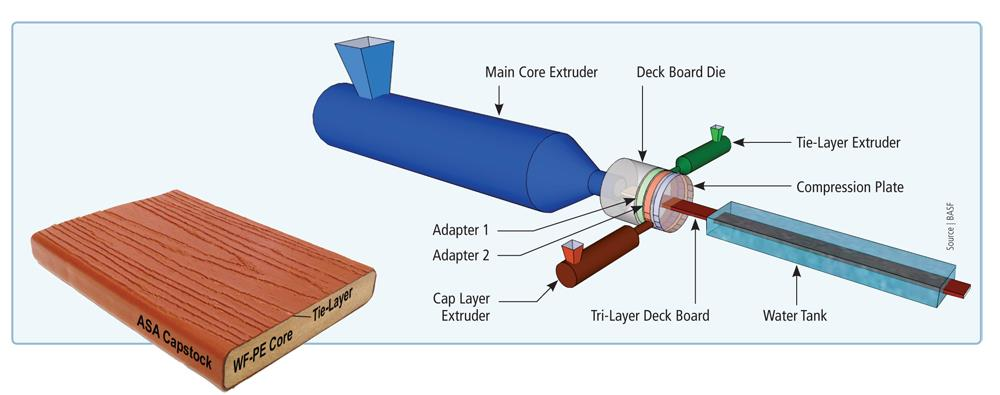 Main Core Extruder
Deck Board Die
Tie-Layer Extruder
Compression Plate
Adapter 1
Adapter 2
Cap Layer
Extruder
Tri-Layer Deck Board
Water Tank
Source | BASF
ASA Capstock
WF-PE Core
Tie-Layer